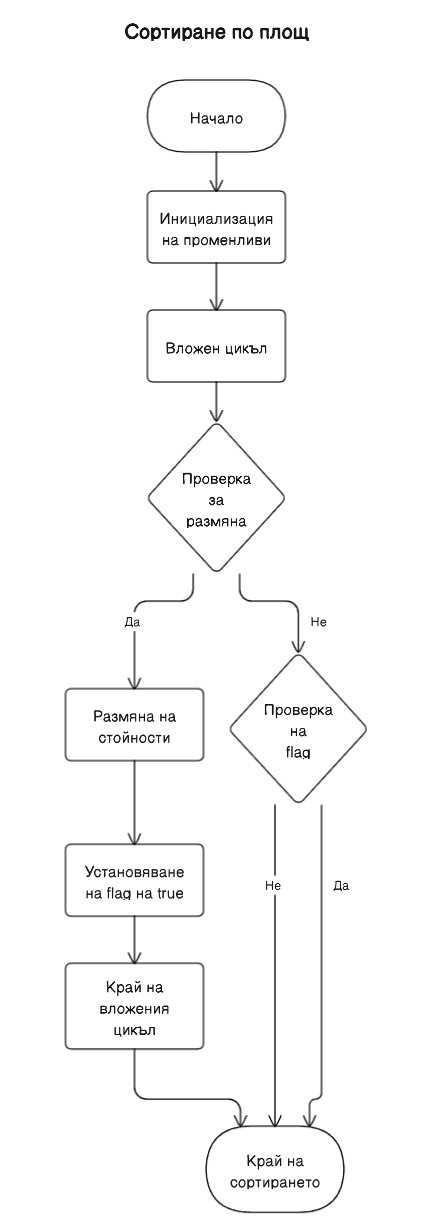 Сортиране по площ
Начало
Инициализация
на променливи
Вложен цикъл
Проверка
за
размяна
Да
Не
Размяна на
стойности
Проверка
на
flag
Установяване
на flag на true
Не
Да
Край на
вложения
цикъл
Край на
сортирането